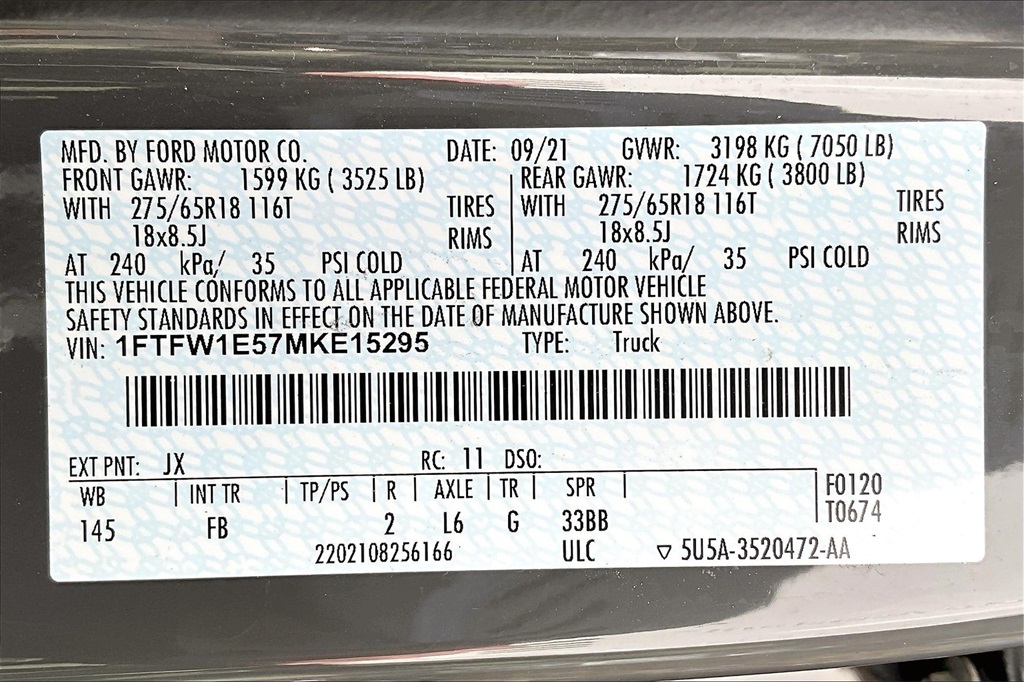 MFD. BY FORD MOTOR CO. DATE: 09/21 GVWR: 3198 KG ( 7050 LB)
FRONT GAWR: 1599 KG ( 3525 LB) REAR GAWR: 1724 KG ( 3800 LB)
WITH 275/65R18 116T TIRES WITH 275/65R18 116T TIRES
18x8.5J RIMS 18x8.5J RIMS
AT 240 kPa/ 35 PSI COLD AT 240 kPa/ 35 PSI COLD
THIS VEHICLE CONFORMS TO ALL APPLICABLE FEDERAL MOTOR VEHICLE
SAFETY STANDARDS IN EFFECT ON THE DATE OF MANUFACTURE SHOWN ABOVE.
VIN: 1FTFW1E57MKE15295 TYPE: Truck
EXT PNT: JX RC: 11 DSO:
WB INT TR TP/PS R AXLE TR SPR F0120
145 FB 2 L6 G 33BB T0674
2202108256166 ULC ▽ 5U5A-3520472-AA